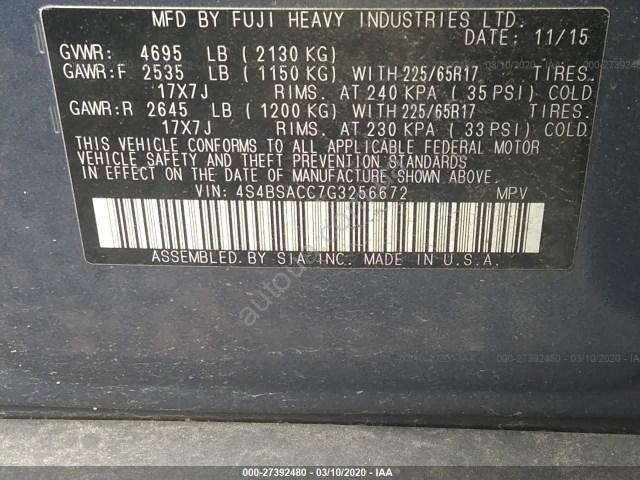 MFD BY FUJI HEAVY INDUSTRIES LTD.
DATE: 11/15
GVWR: 4695 LB ( 2130 KG)
GAWR:F 2535 LB ( 1150 KG) WITH 225/65R17 TIRES.
17X7J RIMS. AT 240 KPA ( 35 PSI) COLD
GAWR:R 2645 LB ( 1200 KG) WITH 225/65R17 TIRES.
17X7J RIMS. AT 230 KPA ( 33 PSI) COLD.
THIS VEHICLE CONFORMS TO ALL APPLICABLE FEDERAL MOTOR
VEHICLE SAFETY AND THEFT PREVENTION STANDARDS
IN EFFECT ON THE DATE OF MANUFACTURE SHOWN ABOVE.
VIN: 4S4BSACC7G3256672 MPV
ASSEMBLED BY SIA INC. MADE IN U.S.A.
000-27392480 - 03/10/2020 - IAA